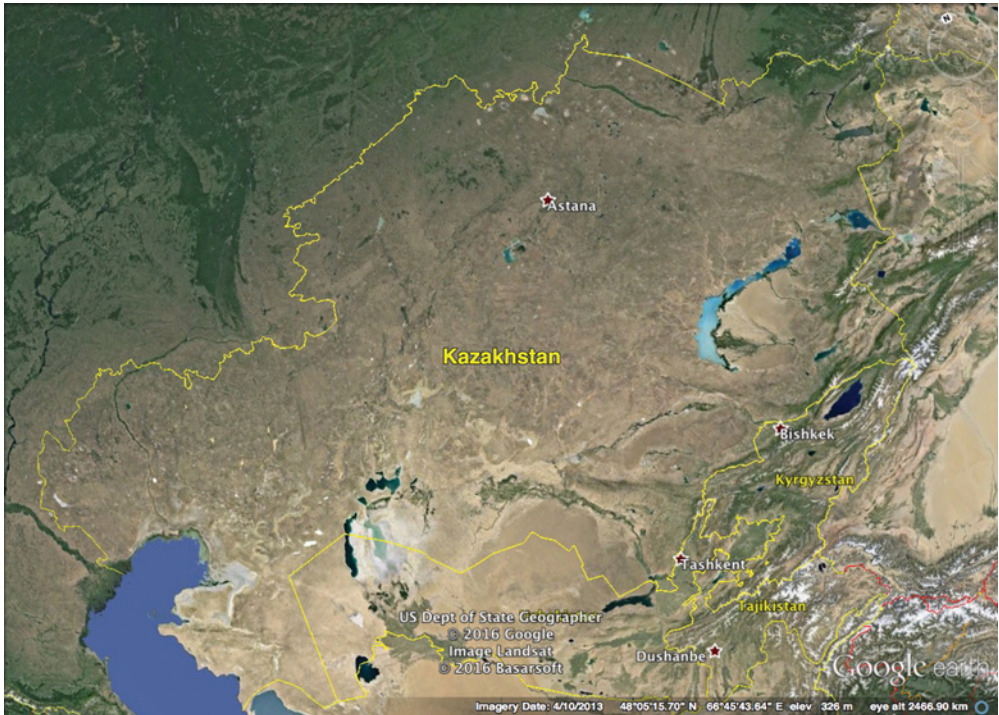 N
Astana
Kazakhstan
Bishkek
Kyrgyzstan
Tashkent
Tajikistan
US Dept of State Geographer
© 2016 Google
Image Landsat
© 2016 Basarsoft
Dushanbe
Google earth
Imagery Date: 4/10/2013 48°05'15.70" N 66°45'43.64" E elev 326 m eye alt 2466.90 km